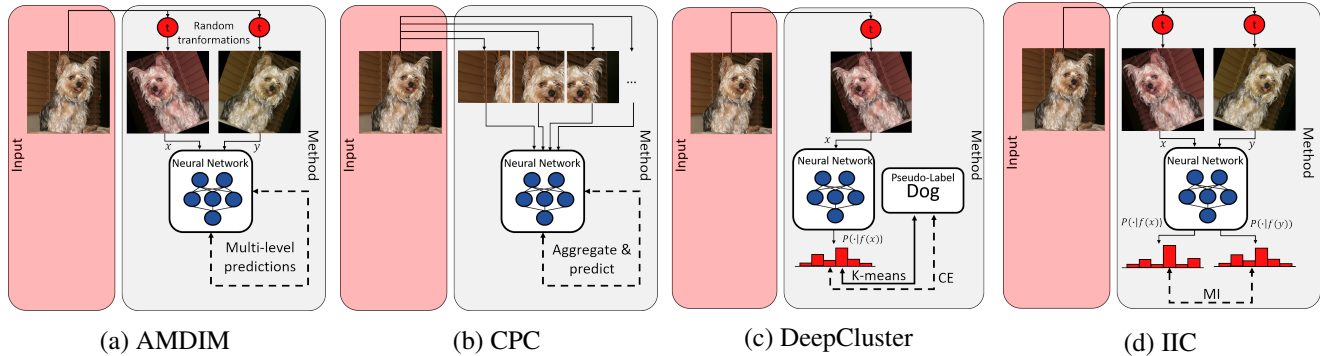 Input
t
Random
tranformations
t
x
y
Neural Network
Multi-level
predictions
Method
(a) AMDIM
Input
...
Neural Network
Aggregate &
predict
Method
(b) CPC
Input
t
x
Neural Network
Pseudo-Label
Dog
P(·|f(x))
K-means
CE
Method
(c) DeepCluster
Input
t
t
x
y
Neural Network
P(·|f(x))
P(·|f(y))
MI
Method
(d) IIC